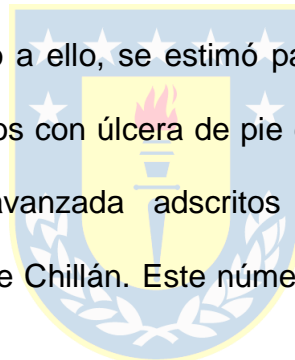 o a ello, se estimó pa
os con úlcera de pie
avanzada adscritos
e Chillán. Este núme